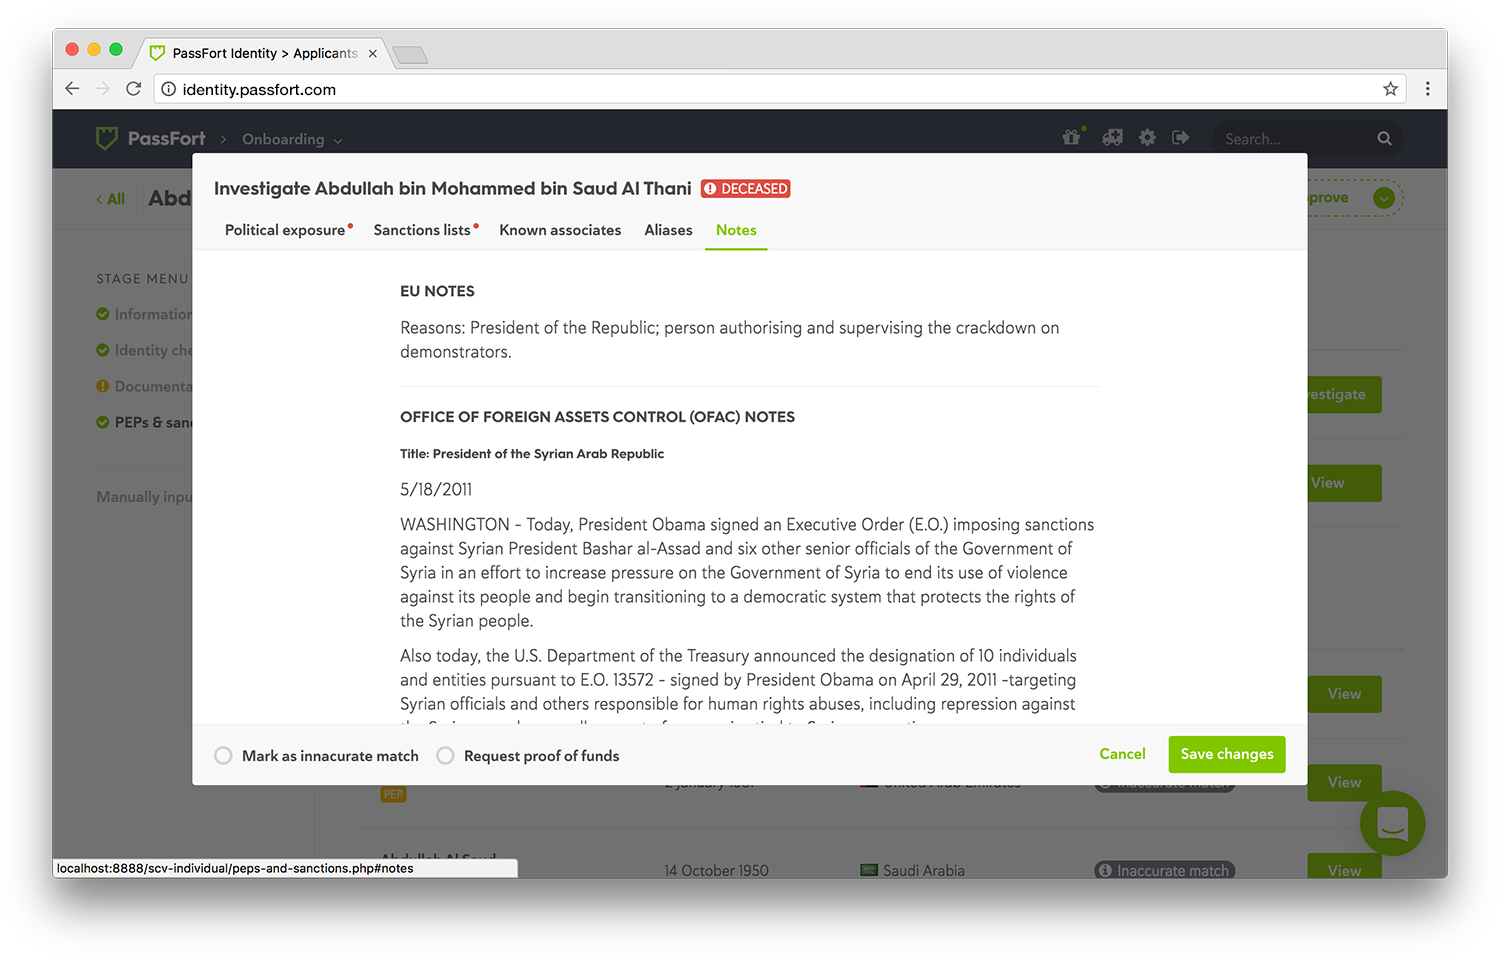 PassFort Identity > Applicants
identity.passfort.com
PassFort > Onboarding
Search...
Investigate Abdullah bin Mohammed bin Saud Al Thani DECEASED
< All Abd
prove
Political exposure Sanctions lists Known associates Aliases Notes
STAGE MENU
Information
Identity che
Documenta
PEPs & san
Manually inpu
EU NOTES
Reasons: President of the Republic; person authorising and supervising the crackdown on
demonstrators.
OFFICE OF FOREIGN ASSETS CONTROL (OFAC) NOTES
Title: President of the Syrian Arab Republic
5/18/2011
WASHINGTON - Today, President Obama signed an Executive Order (E.O.) imposing sanctions
against Syrian President Bashar al-Assad and six other senior officials of the Government of
Syria in an effort to increase pressure on the Government of Syria to end its use of violence
against its people and begin transitioning to a democratic system that protects the rights of
the Syrian people.
Also today, the U.S. Department of the Treasury announced the designation of 10 individuals
and entities pursuant to E.O. 13572 - signed by President Obama on April 29, 2011 -targeting
Syrian officials and others responsible for human rights abuses, including repression against
vestigate
View
View
Mark as innacurate match Request proof of funds Cancel Save changes
PEP United Arab Emirates Inaccurate match View
Abdullah Al Saud
14 October 1950 Saudi Arabia Inaccurate match View
localhost:8888/scv-individual/peps-and-sanctions.php#notes